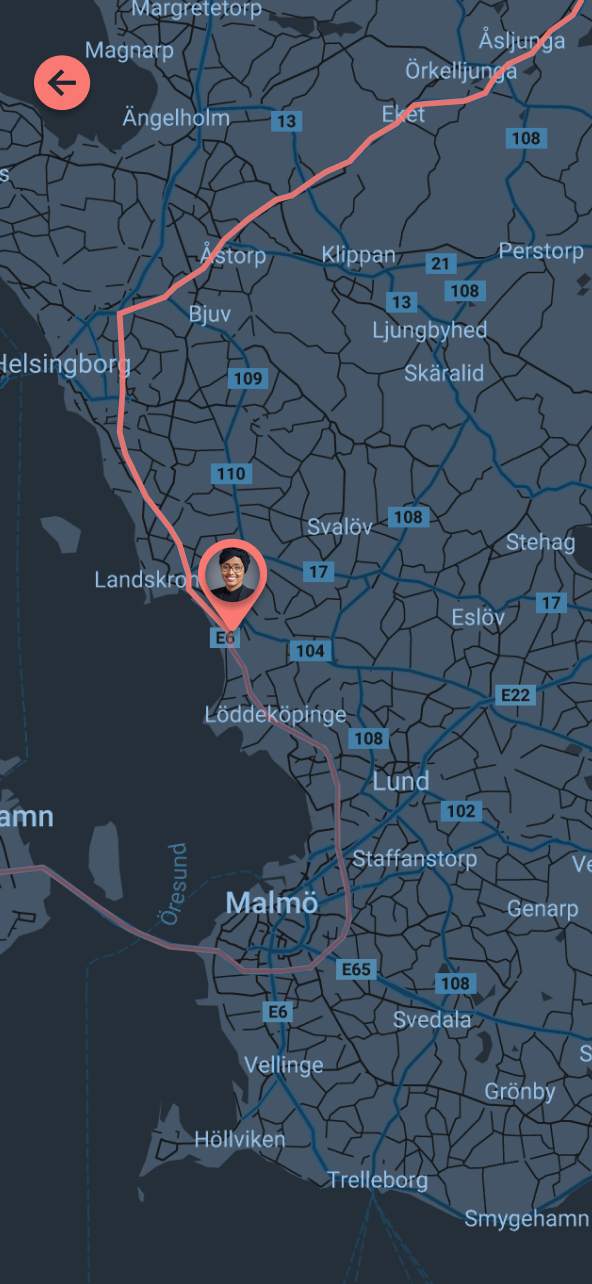 Margretetorp
Åsljunga
Magnarp
Örkelljunga
Ängelholm
13
Eket
108
s
Åstorp
Klippan
21
Perstorp
13
108
Bjuv
Ljungbyhed
Helsingborg
Skäralid
109
110
Svalöv
108
Stehag
Landskron
17
17
Eslöv
E6
104
E22
Löddeköpinge
108
Lund
amn
102
Öresund
Staffanstorp
Ve
Malmö
Genarp
E65
108
E6
Svedala
S
Vellinge
Grönby
Höllviken
Trelleborg
Smygehamn